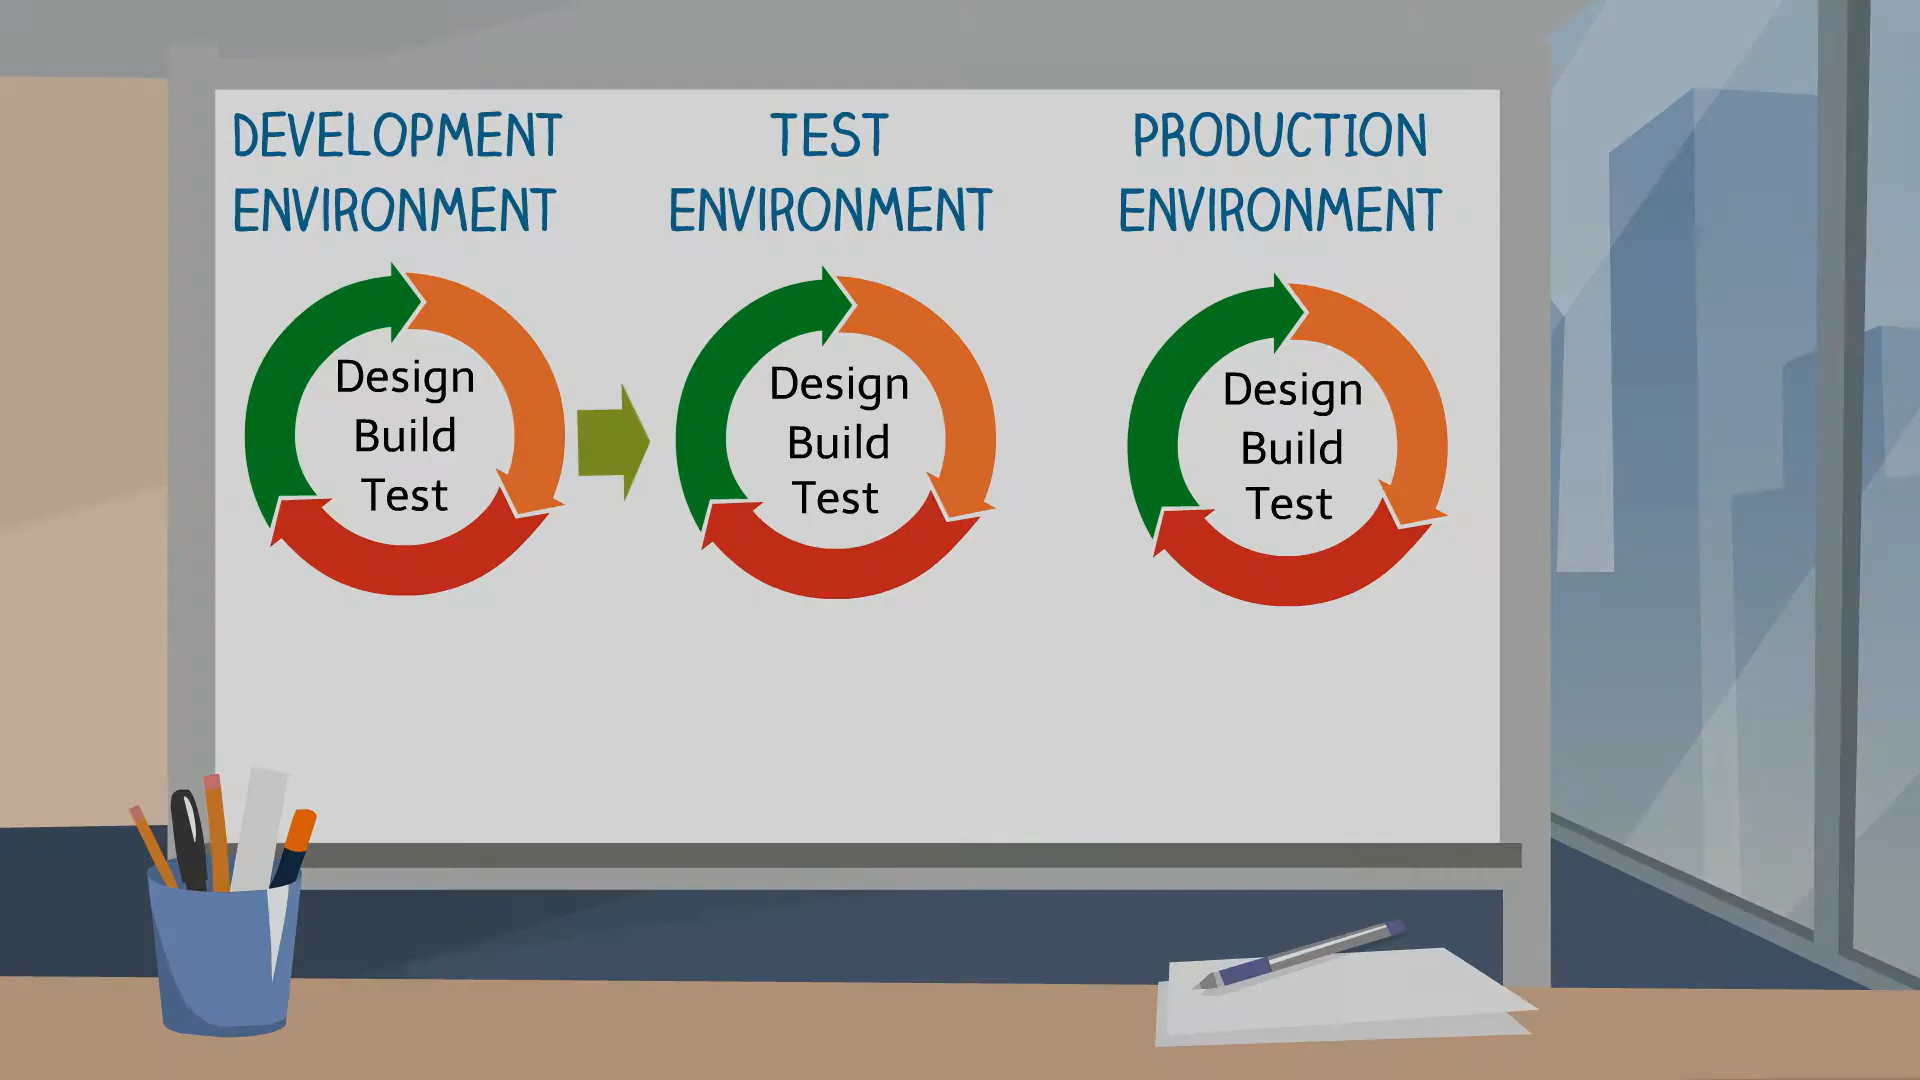 DEVELOPMENT
ENVIRONMENT
Design
Build
Test
TEST
ENVIRONMENT
Design
Build
Test
PRODUCTION
ENVIRONMENT
Design
Build
Test